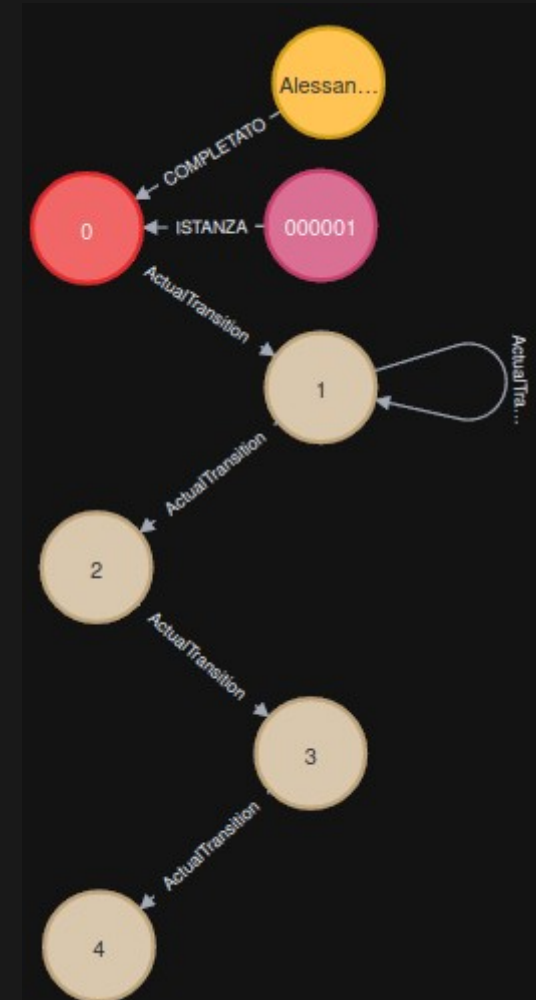 Alessan…
COMPLETATO
0
ISTANZA
000001
ActualTransition
1
ActualTra…
ActualTransition
2
ActualTransition
3
ActualTransition
4